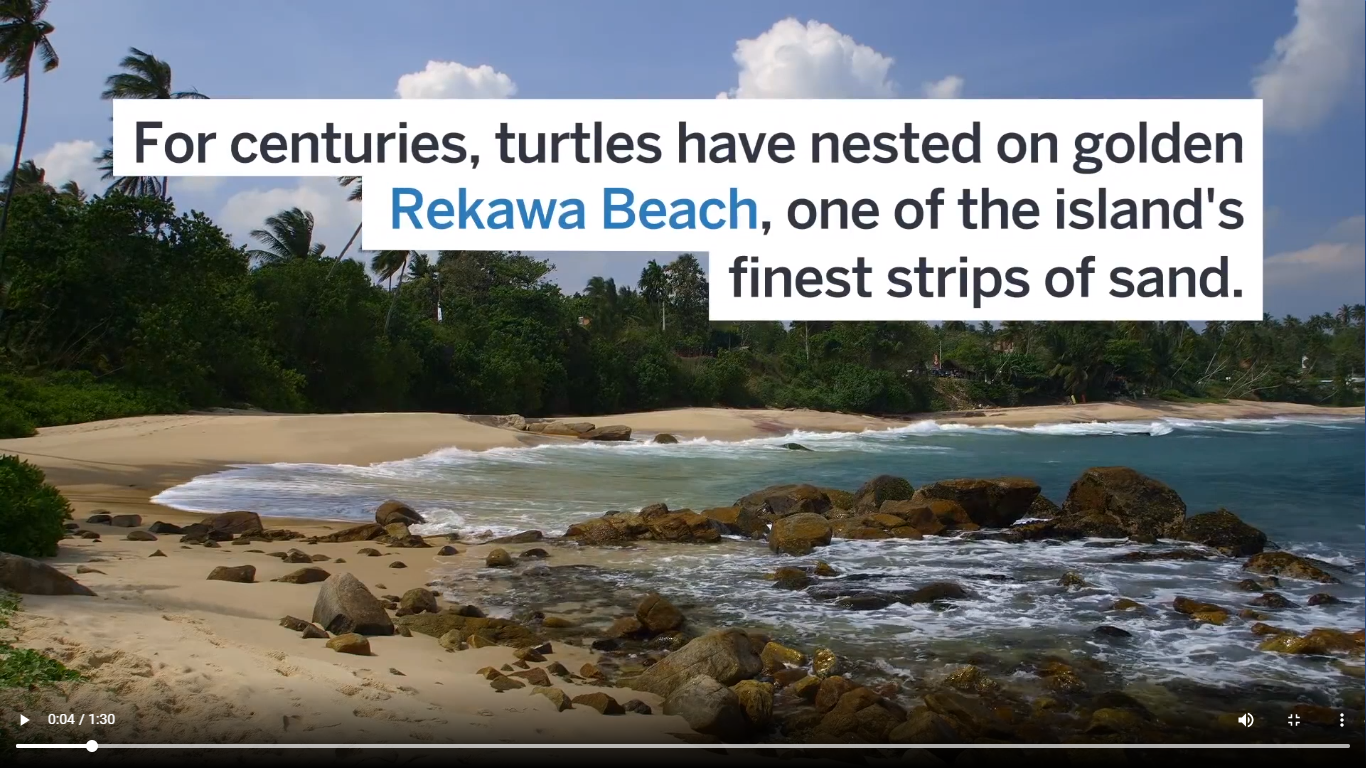 For centuries, turtles have nested on golden
Rekawa Beach, one of the island's
finest strips of sand.
0:04 / 1:30